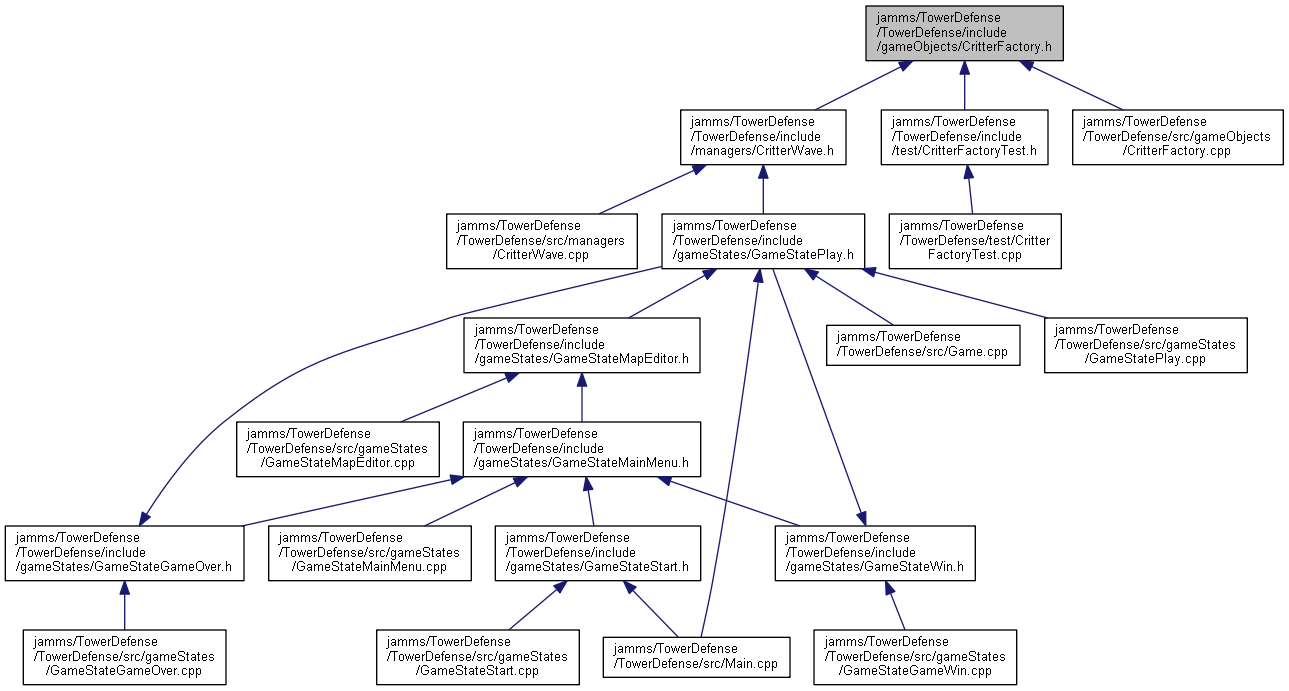 jamms/TowerDefense
/TowerDefense/include
/gameObjects/CritterFactory.h
jamms/TowerDefense
/TowerDefense/include
/managers/CritterWave.h
jamms/TowerDefense
/TowerDefense/include
/test/CritterFactoryTest.h
jamms/TowerDefense
/TowerDefense/src/gameObjects
/CritterFactory.cpp
jamms/TowerDefense
/TowerDefense/src/managers
/CritterWave.cpp
jamms/TowerDefense
/TowerDefense/include
/gameStates/GameStatePlay.h
jamms/TowerDefense
/TowerDefense/test/Critter
FactoryTest.cpp
jamms/TowerDefense
/TowerDefense/include
/gameStates/GameStateMapEditor.h
jamms/TowerDefense
/TowerDefense/src/Game.cpp
jamms/TowerDefense
/TowerDefense/src/gameStates
/GameStatePlay.cpp
jamms/TowerDefense
/TowerDefense/src/gameStates
/GameStateMapEditor.cpp
jamms/TowerDefense
/TowerDefense/include
/gameStates/GameStateMainMenu.h
jamms/TowerDefense
/TowerDefense/include
/gameStates/GameStateGameOver.h
jamms/TowerDefense
/TowerDefense/src/gameStates
/GameStateMainMenu.cpp
jamms/TowerDefense
/TowerDefense/include
/gameStates/GameStateStart.h
jamms/TowerDefense
/TowerDefense/include
/gameStates/GameStateWin.h
jamms/TowerDefense
/TowerDefense/src/gameStates
/GameStateGameOver.cpp
jamms/TowerDefense
/TowerDefense/src/gameStates
/GameStateStart.cpp
jamms/TowerDefense
/TowerDefense/src/Main.cpp
jamms/TowerDefense
/TowerDefense/src/gameStates
/GameStateGameWin.cpp